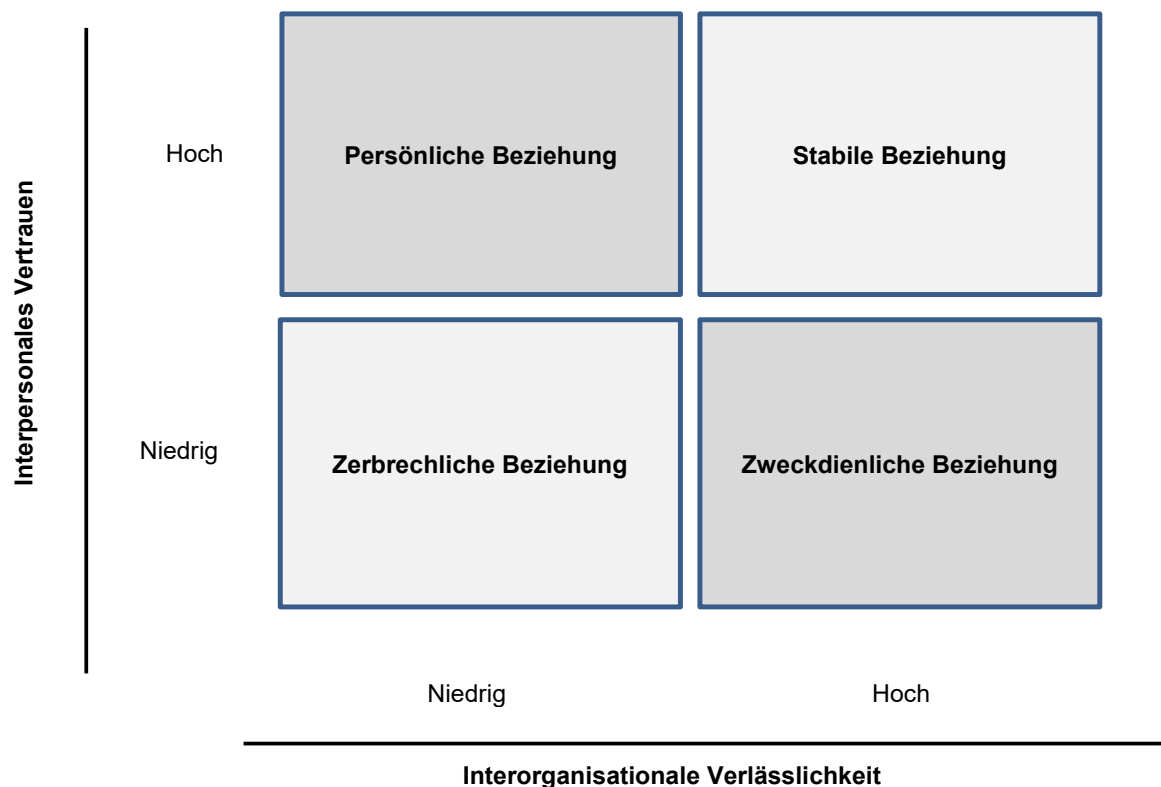 Interpersonales Vertrauen
Hoch
Persönliche Beziehung
Stabile Beziehung
Niedrig
Zerbrechliche Beziehung
Zweckdienliche Beziehung
Niedrig
Hoch
Interorganisationale Verlässlichkeit